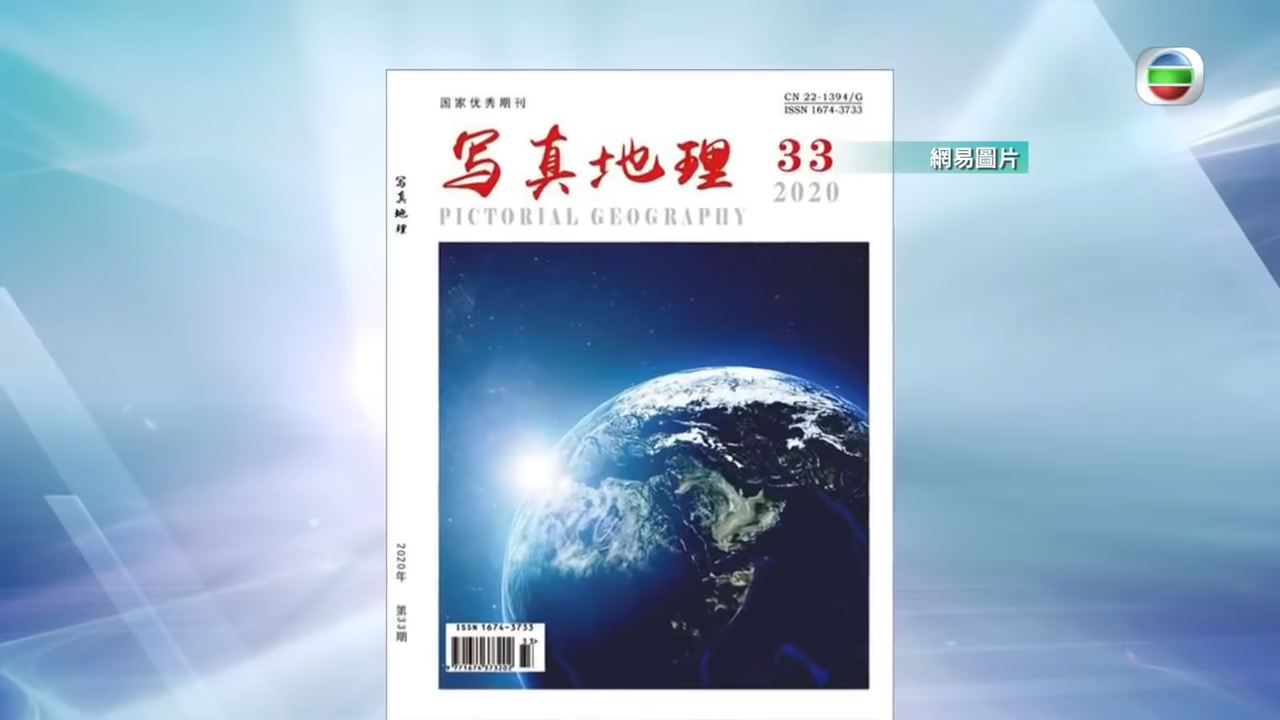 国家优秀期刊
CN 22-1394/G
ISSN 1674-3733
写真地理
33
2020
PICTORIAL GEOGRAPHY
網易圖片
写真地理
2020年 第33期
ISSN 1674-3733
33>